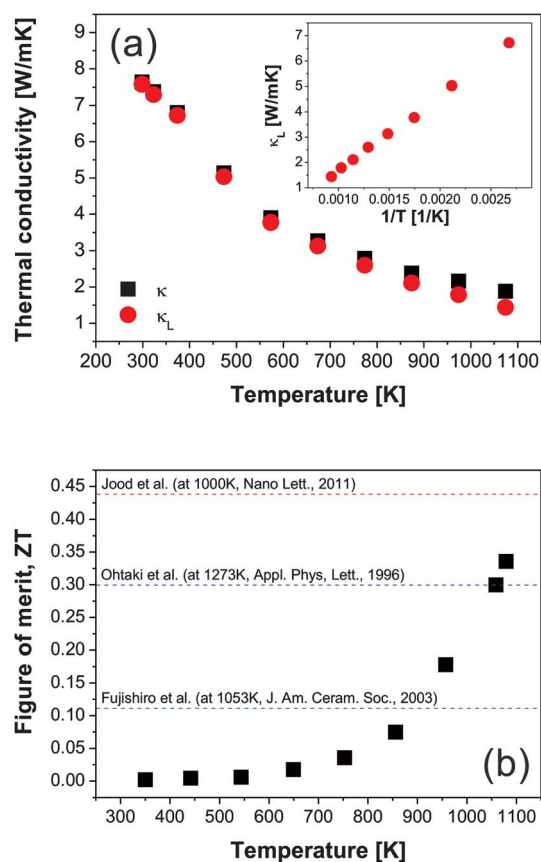 (a)
Thermal conductivity [W/mK]
9
8
7
6
5
4
3
2
1
κ
κL
200 300 400 500 600 700 800 900 1000 1100
Temperature [K]
κL [W/mK]
7
6
5
4
3
2
1
0.0010 0.0015 0.0020 0.0025
1/T [1/K]
Figure of merit, ZT
0.45
0.40
0.35
0.30
0.25
0.20
0.15
0.10
0.05
0.00
Jood et al. (at 1000K, Nano Lett., 2011)
Ohtaki et al. (at 1273K, Appl. Phys, Lett., 1996)
Fujishiro et al. (at 1053K, J. Am. Ceram. Soc., 2003)
(b)
300 400 500 600 700 800 900 1000 1100
Temperature [K]